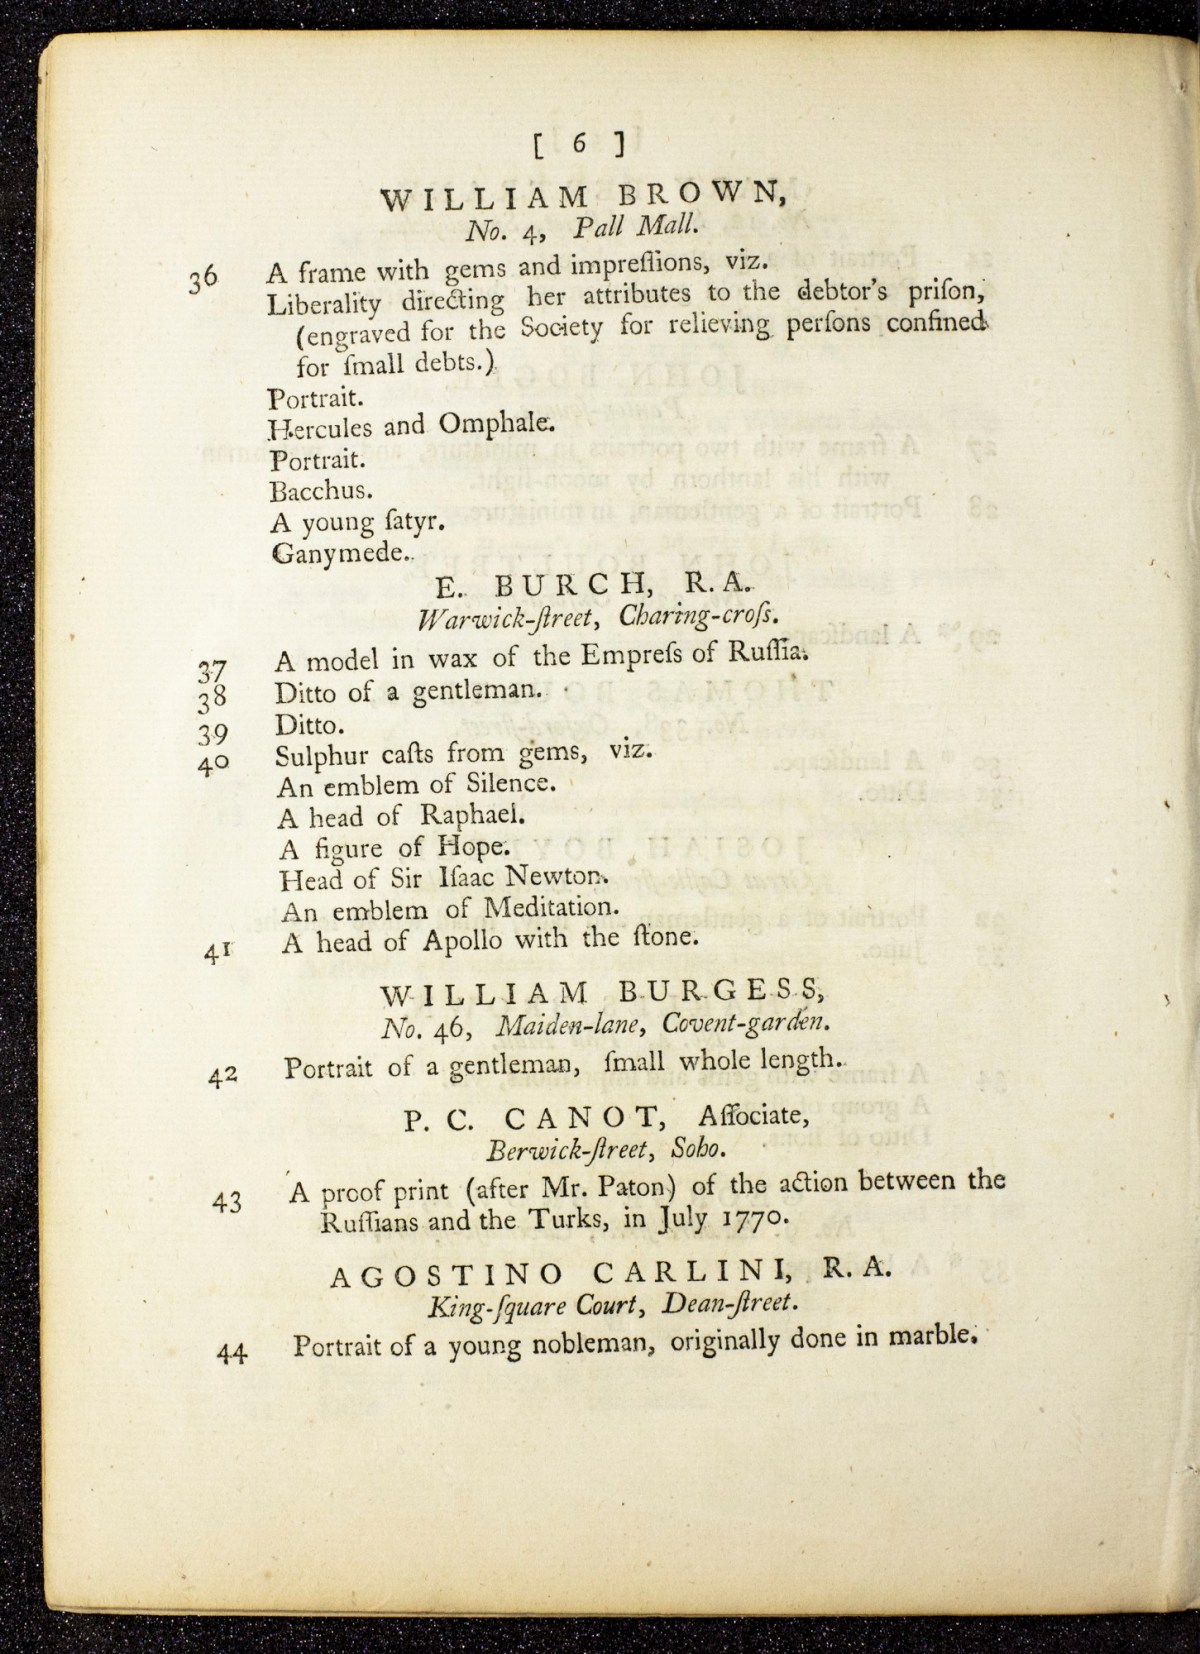 [ 6 ]
WILLIAM BROWN,
No. 4, Pall Mall.
36 A frame with gems and impreſſions, viz.
Liberality directing her attributes to the debtor's priſon,
(engraved for the Society for relieving perſons confined
for ſmall debts.)
Portrait.
Hercules and Omphale.
Portrait.
Bacchus.
A young ſatyr.
Ganymede.
E. BURCH, R.A.
Warwick-ſtreet, Charing-croſs.
37 A model in wax of the Empreſs of Ruſſia.
38 Ditto of a gentleman.
39 Ditto.
40 Sulphur caſts from gems, viz.
An emblem of Silence.
A head of Raphael.
A figure of Hope.
Head of Sir Iſaac Newton.
An emblem of Meditation.
41 A head of Apollo with the ſtone.
WILLIAM BURGESS,
No. 46, Maiden-lane, Covent-garden.
42 Portrait of a gentleman, ſmall whole length.
P. C. CANOT, Aſſociate,
Berwick-ſtreet, Soho.
43 A proof print (after Mr. Paton) of the action between the
Ruſſians and the Turks, in July 1770.
AGOSTINO CARLINI, R.A.
King-ſquare Court, Dean-ſtreet.
44 Portrait of a young nobleman, originally done in marble.